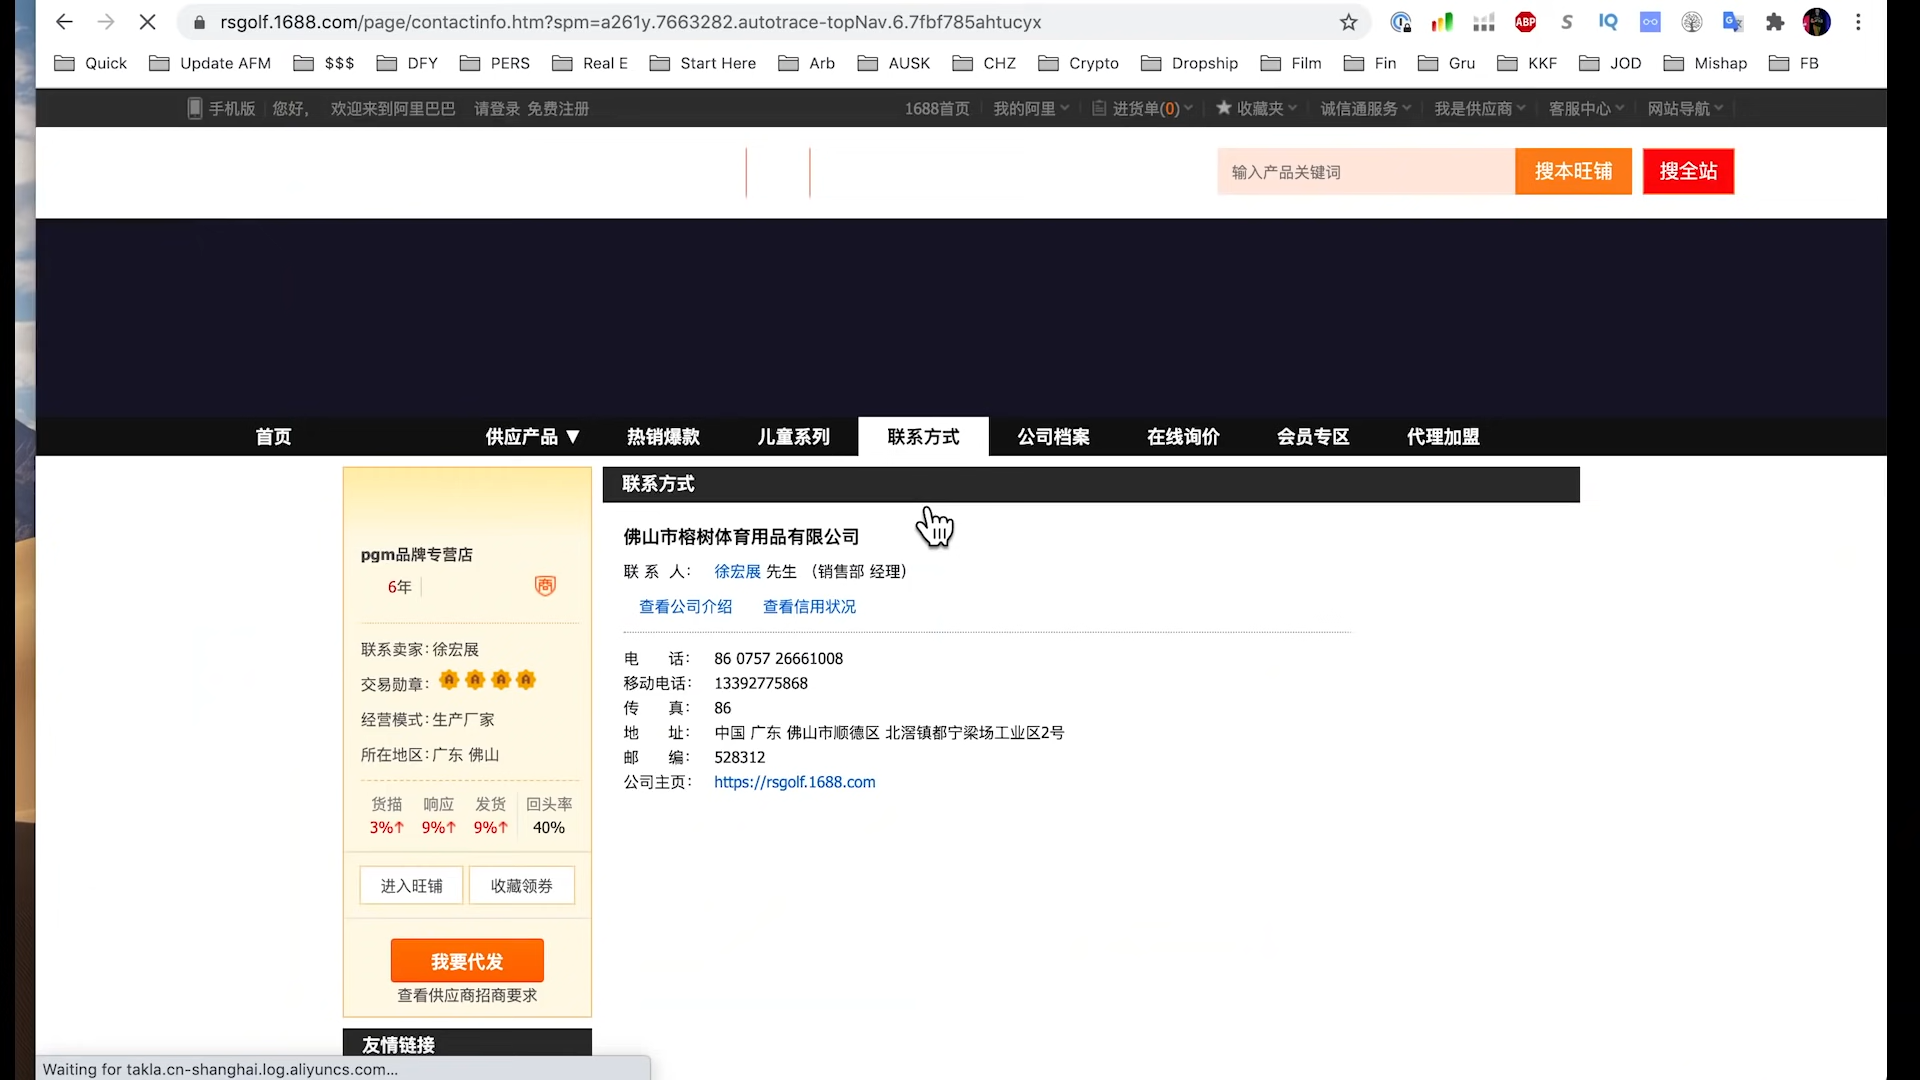 rsgolf.1688.com/page/contactinfo.htm?spm=a261y.7663282.autotrace-topNav.6.7fbf785ahtucyx
ABP S IQ
Quick Update AFM $$$ DFY PERS Real E Start Here Arb AUSK CHZ Crypto Dropship Film Fin Gru KKF JOD Mishap FB
手机版 您好, 欢迎来到阿里巴巴 请登录 免费注册 1688首页 我的阿里 进货单(0) 收藏夹 诚信通服务 我是供应商 客服中心 网站导航
输入产品关键词 搜本旺铺 搜全站
首页 供应产品 ▼ 热销爆款 儿童系列 联系方式 公司档案 在线询价 会员专区 代理加盟
联系方式
佛山市榕树体育用品有限公司
联 系 人: 徐宏展 先生 (销售部 经理)
查看公司介绍 查看信用状况
电 话: 86 0757 26661008
移动电话: 13392775868
传 真: 86
地 址: 中国 广东 佛山市顺德区 北滘镇都宁梁场工业区2号
邮 编: 528312
公司主页: https://rsgolf.1688.com
pgm品牌专营店
6年 商
联系卖家:徐宏展
交易勋章: A A A A
经营模式:生产厂家
所在地区:广东 佛山
货描 响应 发货 回头率
3%↑ 9%↑ 9%↑ 40%
进入旺铺 收藏领券
我要代发
查看供应商招商要求
友情链接
Waiting for takla.cn-shanghai.log.aliyuncs.com...